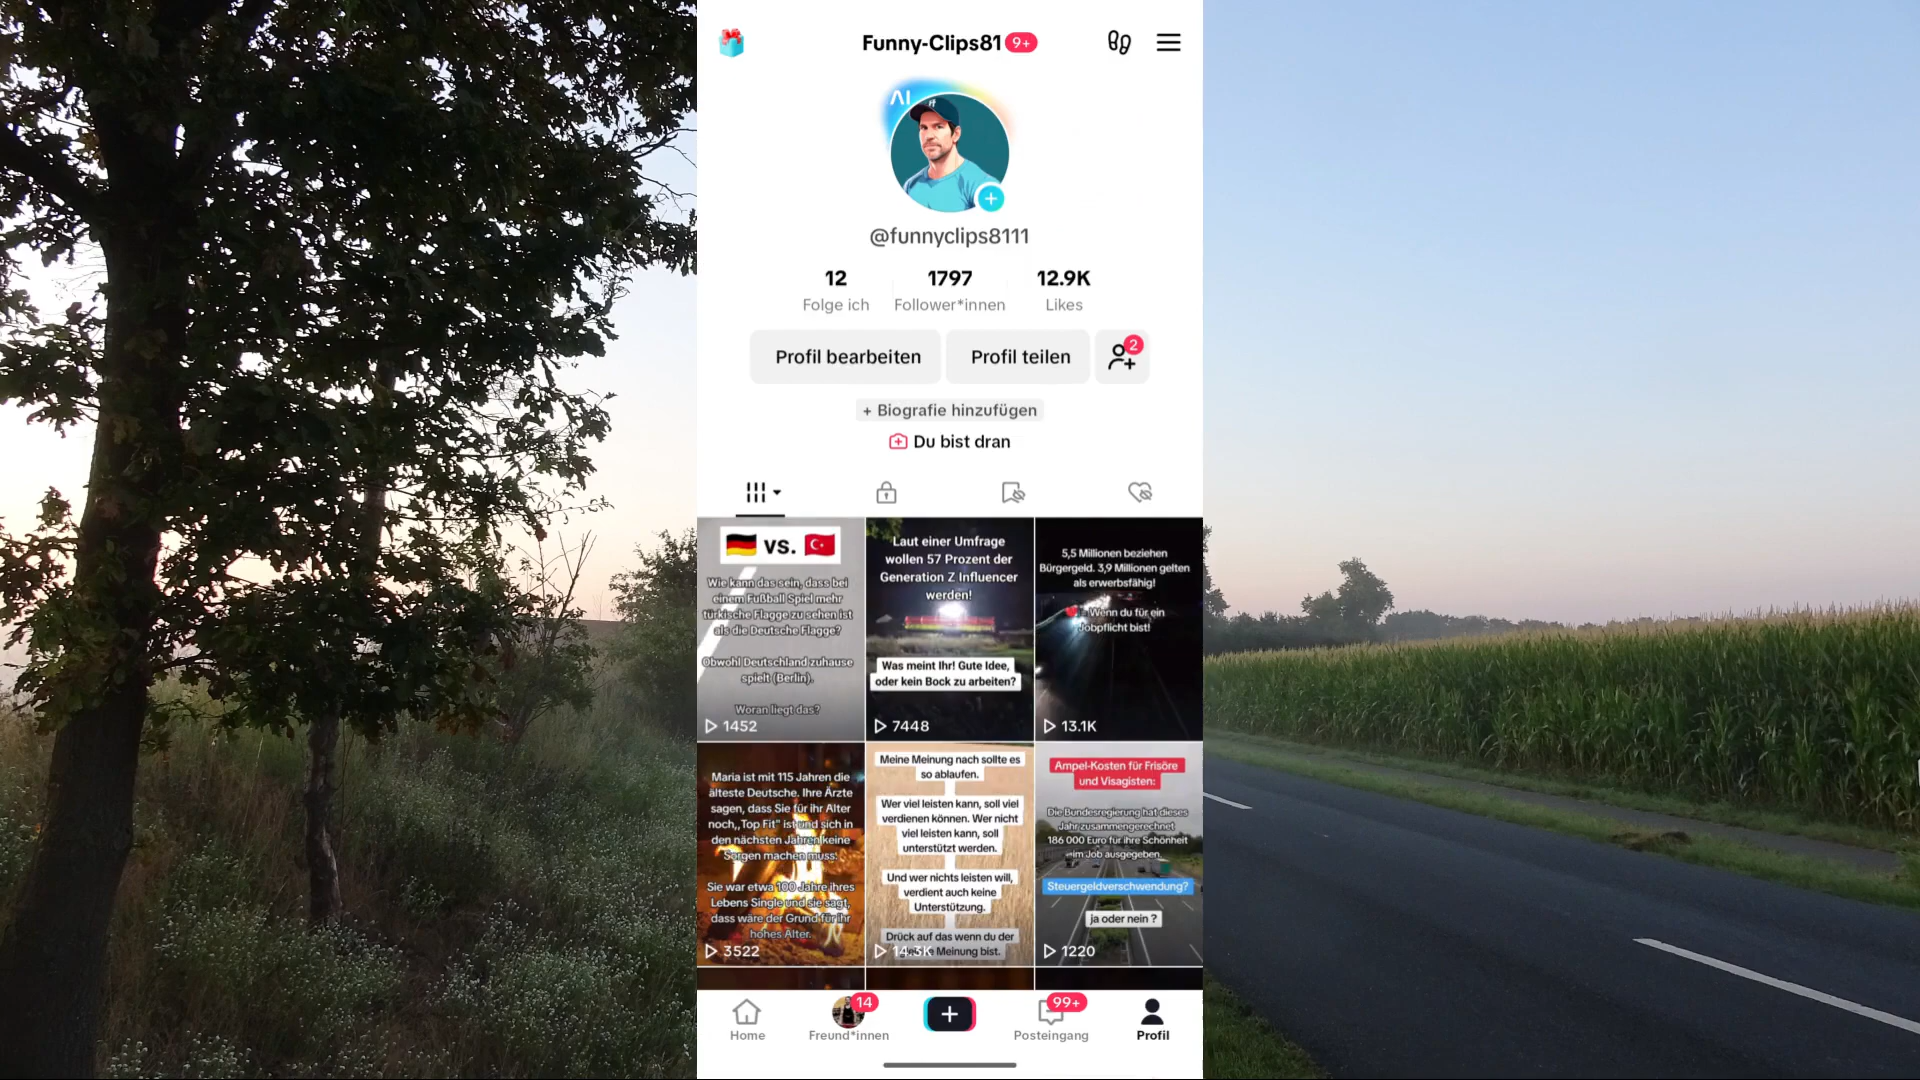 Funny-Clips81 9+
AI
@funnyclips8111
12 1797 12.9K
Folge ich Follower*innen Likes
Profil bearbeiten Profil teilen 2
+ Biografie hinzufügen
Du bist dran
vs.
Wie kann das sein, dass bei
einem Fußball Spiel mehr
türkische Flagge zu sehen ist
als die Deutsche Flagge?
Obwohl Deutschland zuhause
spielt (Berlin).
Woran liegt das?
1452
Laut einer Umfrage
wollen 57 Prozent der
Generation Z Influencer
werden!
Was meint Ihr! Gute Idee,
oder kein Bock zu arbeiten?
7448
5,5 Millionen beziehen
Bürgergeld. 3,9 Millionen gelten
als erwerbsfähig!
Wenn du für ein
Jobpflicht bist!
13.1K
Maria ist mit 115 Jahren die
älteste Deutsche. Ihre Ärzte
sagen, dass Sie für ihr Alter
noch,,Top Fit" ist und sich in
den nächsten Jahren keine
Sorgen machen muss!
Sie war etwa 100 Jahre ihres
Lebens Single und sie sagt,
dass wäre der Grund für ihr
hohes Alter.
3522
Meine Meinung nach sollte es
so ablaufen.
Wer viel leisten kann, soll viel
verdienen können. Wer nicht
viel leisten kann, soll
unterstützt werden.
Und wer nichts leisten will,
verdient auch keine
Unterstützung.
Drück auf das wenn du der
Meinung bist.
14.3K
Ampel-Kosten für Frisöre
und Visagisten:
Die Bundesregierung hat dieses
Jahr zusammengerechnet
186 000 Euro für ihre Schönheit
im Job ausgegeben.
Steuergeldverschwendung?
ja oder nein ?
1220
14 99+
Home Freund*innen Posteingang Profil